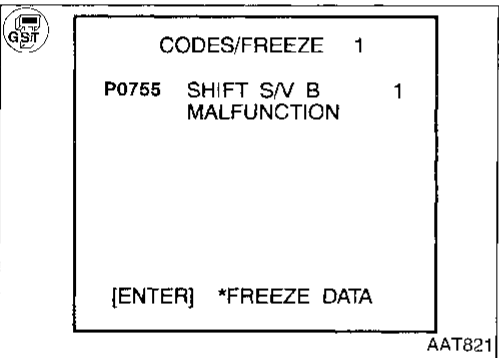 GST
CODES/FREEZE 1
P0755 SHIFT S/V B 1
MALFUNCTION
[ENTER] *FREEZE DATA
AAT821